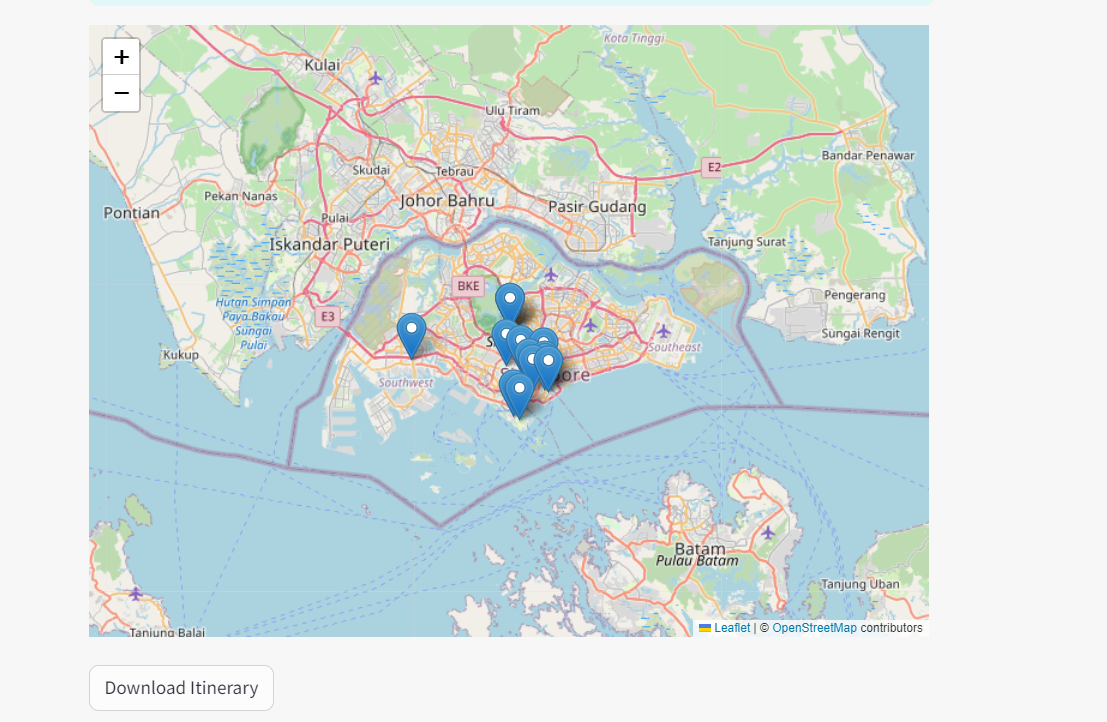 +
−
Kota Tinggi
Kulai
Ulu Tiram
Bandar Penawar
E2
Skudai
Tebrau
Pekan Nanas
Johor Bahru
Pasir Gudang
Pontian
Pulai
Iskandar Puteri
Tanjung Surat
BKE
Pengerang
Hutan Simpan
Paya Bakau
Sungai
Pulai
E3
Sungai Rengit
Kukup
Southeast
Southwest
ore
Batam
Pulau Batam
Tanjung Uban
Tanjung Balai
Leaflet | © OpenStreetMap contributors
Download Itinerary